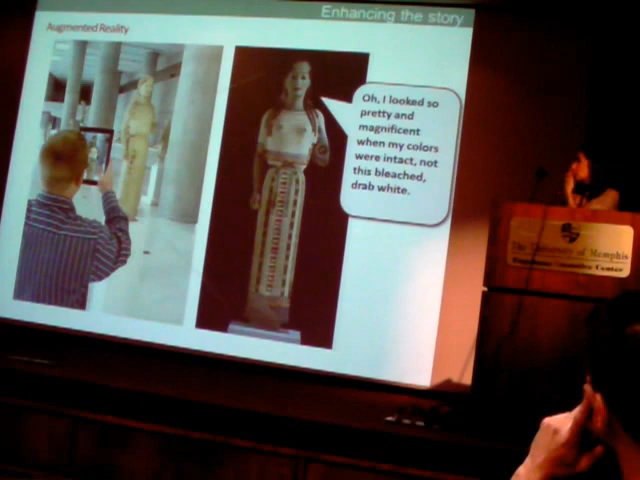 Enhancing the story
Augmented Reality
Oh, I looked so
pretty and
magnificent
when my colors
were intact, not
this bleached,
drab white.
The University of Memphis
Center